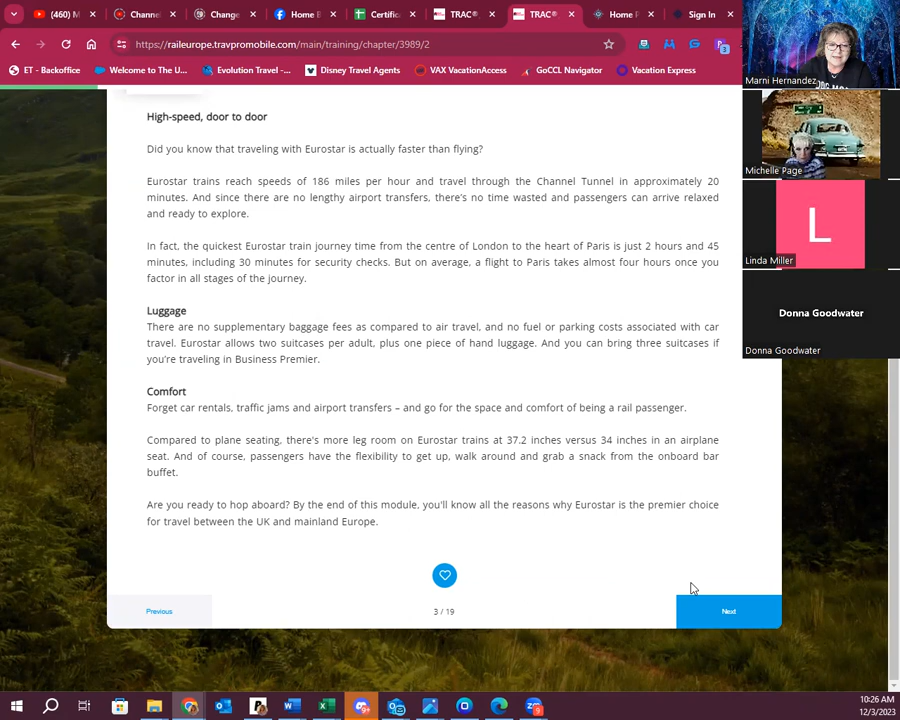 (460) M
Channel
Change
Home
Certific
TRAC®
TRAC®
Home P
Sign In
https://raileurope.travpromobile.com/main/training/chapter/3989/2
3
ET - Backoffice
Welcome to The U...
Evolution Travel -...
Disney Travel Agents
VAX VacationAccess
GoCCL Navigator
Vacation Express
Marni Hernandez
Michelle Page
L
Linda Miller
Donna Goodwater
Donna Goodwater
High-speed, door to door
Did you know that traveling with Eurostar is actually faster than flying?
Eurostar trains reach speeds of 186 miles per hour and travel through the Channel Tunnel in approximately 20
minutes. And since there are no lengthy airport transfers, there's no time wasted and passengers can arrive relaxed
and ready to explore.
In fact, the quickest Eurostar train journey time from the centre of London to the heart of Paris is just 2 hours and 45
minutes, including 30 minutes for security checks. But on average, a flight to Paris takes almost four hours once you
factor in all stages of the journey.
Luggage
There are no supplementary baggage fees as compared to air travel, and no fuel or parking costs associated with car
travel. Eurostar allows two suitcases per adult, plus one piece of hand luggage. And you can bring three suitcases if
you're traveling in Business Premier.
Comfort
Forget car rentals, traffic jams and airport transfers – and go for the space and comfort of being a rail passenger.
Compared to plane seating, there's more leg room on Eurostar trains at 37.2 inches versus 34 inches in an airplane
seat. And of course, passengers have the flexibility to get up, walk around and grab a snack from the onboard bar
buffet.
Are you ready to hop aboard? By the end of this module, you'll know all the reasons why Eurostar is the premier choice
for travel between the UK and mainland Europe.
Previous
3 / 19
Next
10:26 AM
12/3/2023